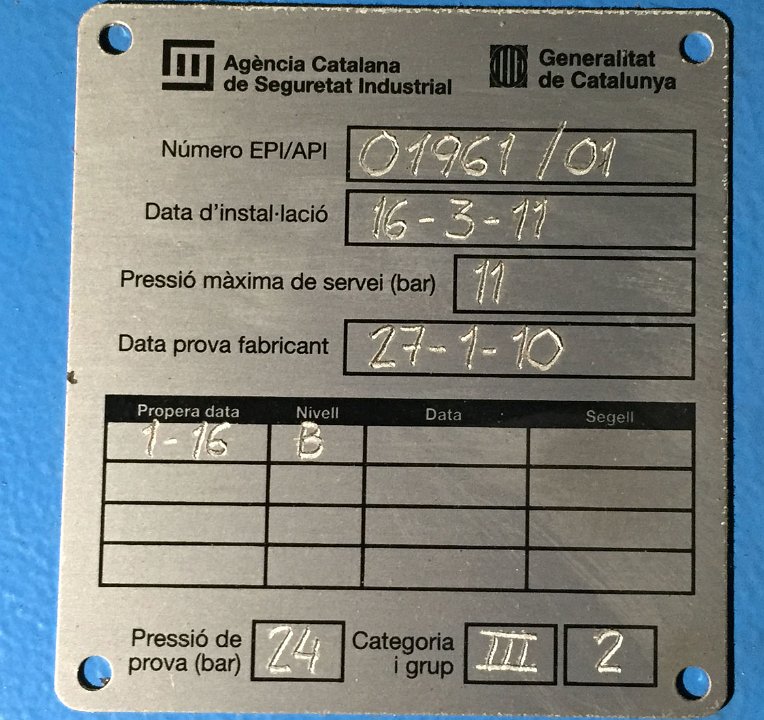 Agència Catalana
de Seguretat Industrial
Generalitat
de Catalunya
Número EPI/API 01961/01
Data d'instal·lació 16-3-11
Pressió màxima de servei (bar) 11
Data prova fabricant 27-1-10
Propera data Nivell Data Segell
1-16 B
Pressió de
prova (bar) 24
Categoria
i grup III 2